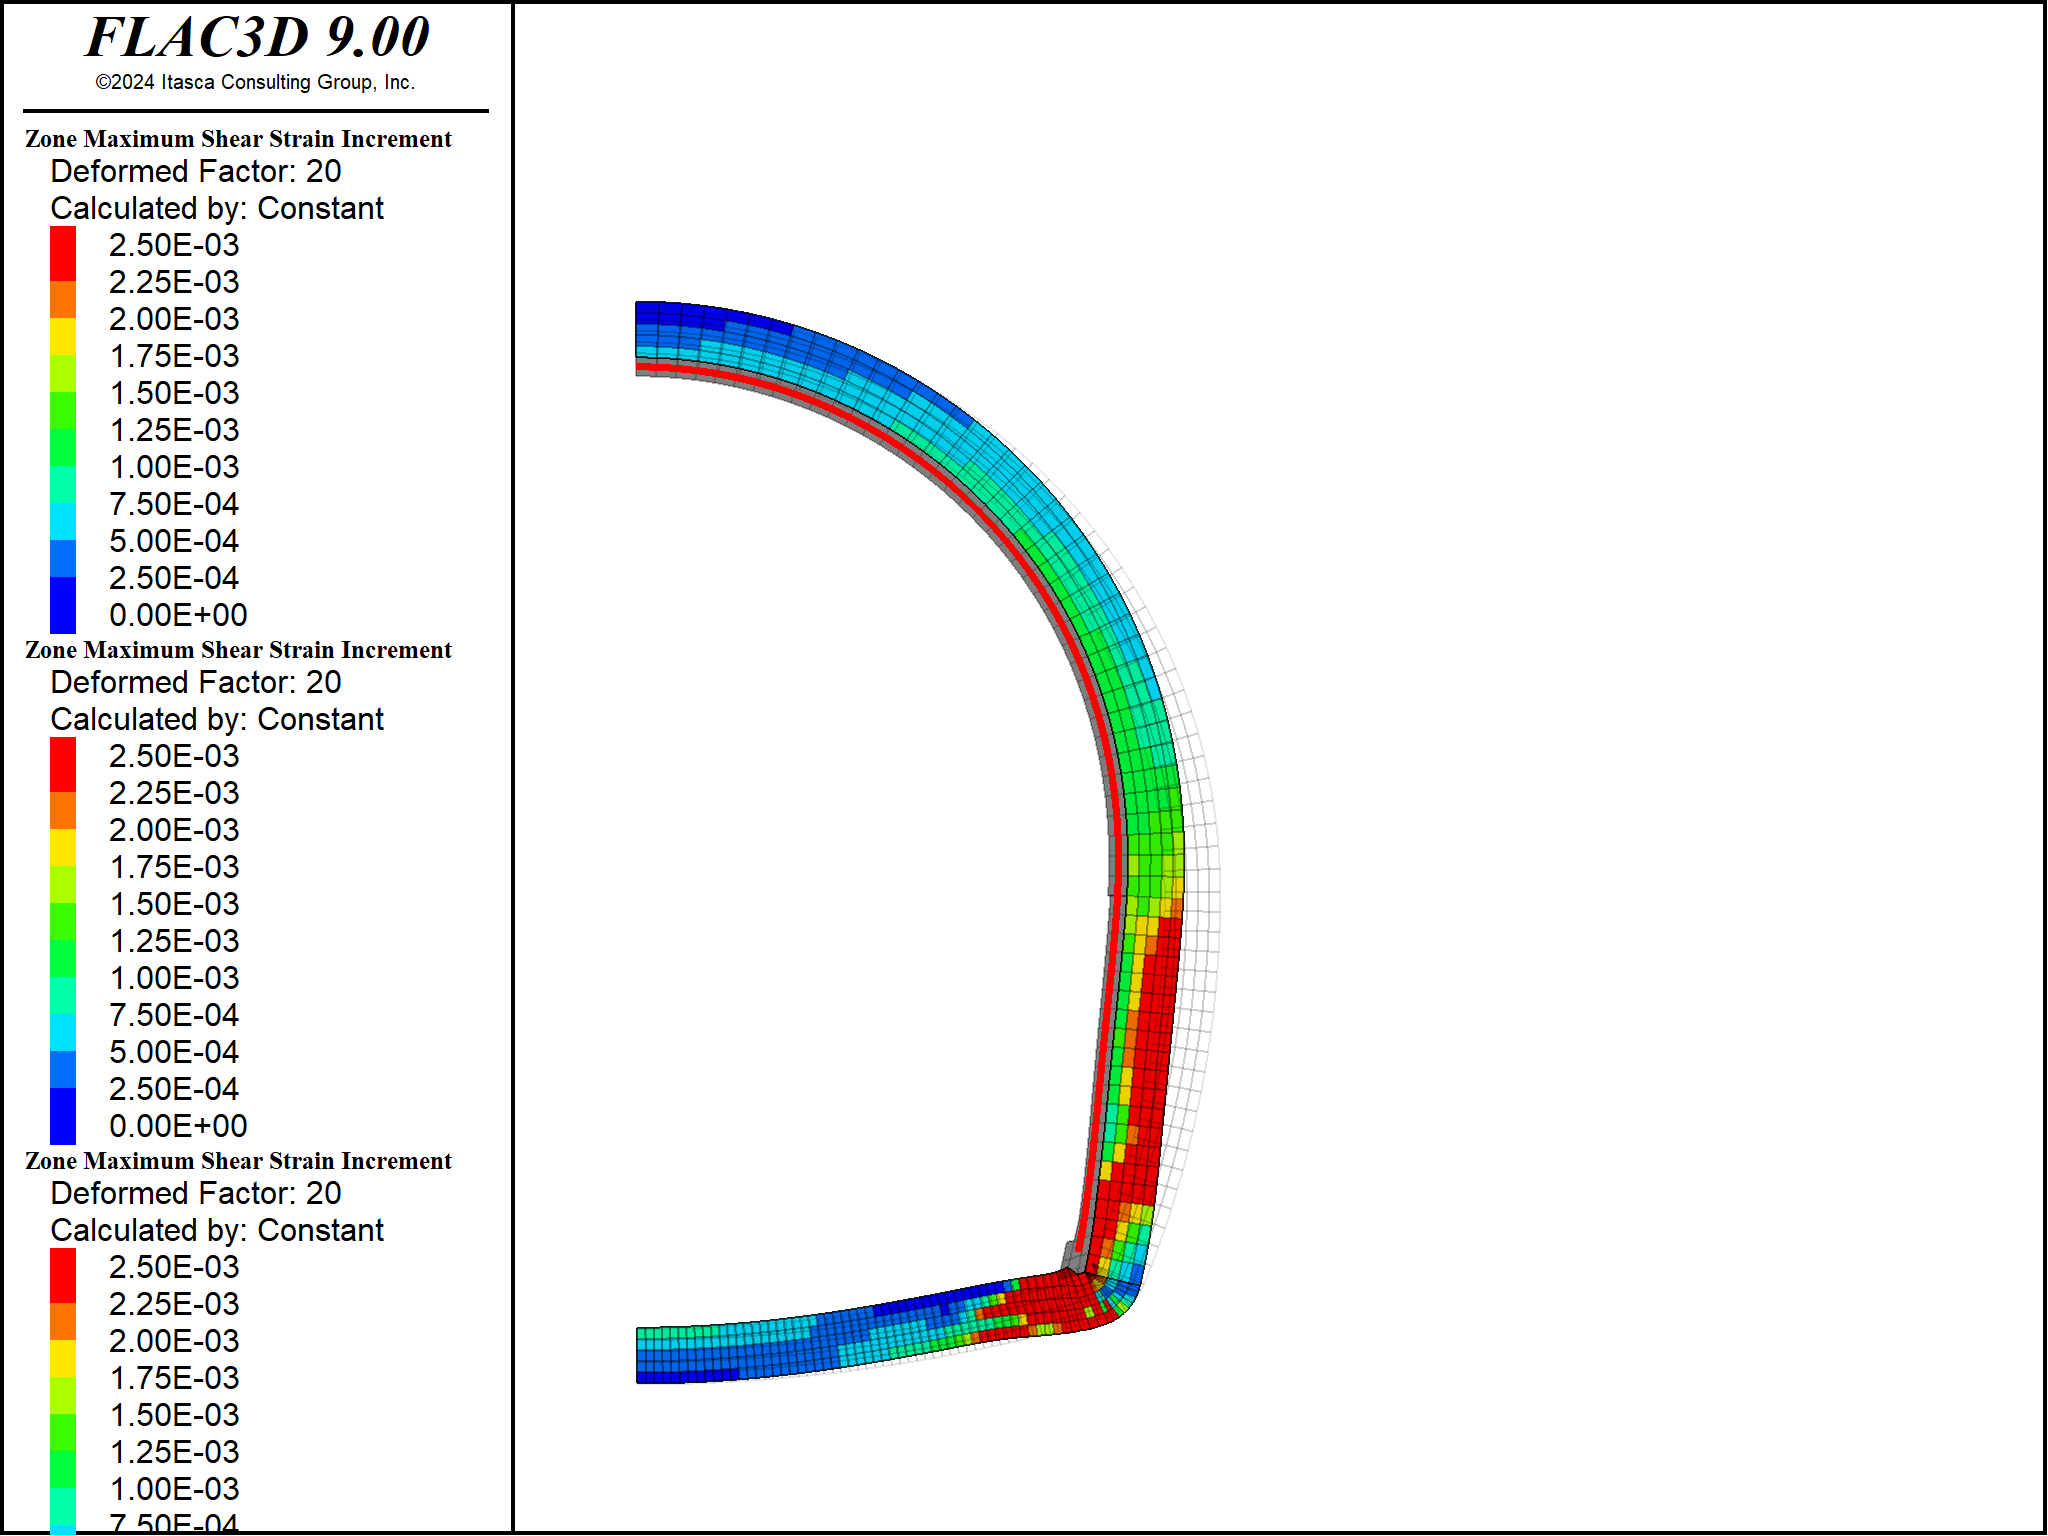 FLAC3D 9.00
©2024 Itasca Consulting Group, Inc.
Zone Maximum Shear Strain Increment
Deformed Factor: 20
Calculated by: Constant
2.50E-03
2.25E-03
2.00E-03
1.75E-03
1.50E-03
1.25E-03
1.00E-03
7.50E-04
5.00E-04
2.50E-04
0.00E+00
Zone Maximum Shear Strain Increment
Deformed Factor: 20
Calculated by: Constant
2.50E-03
2.25E-03
2.00E-03
1.75E-03
1.50E-03
1.25E-03
1.00E-03
7.50E-04
5.00E-04
2.50E-04
0.00E+00
Zone Maximum Shear Strain Increment
Deformed Factor: 20
Calculated by: Constant
2.50E-03
2.25E-03
2.00E-03
1.75E-03
1.50E-03
1.25E-03
1.00E-03
7.50E-04